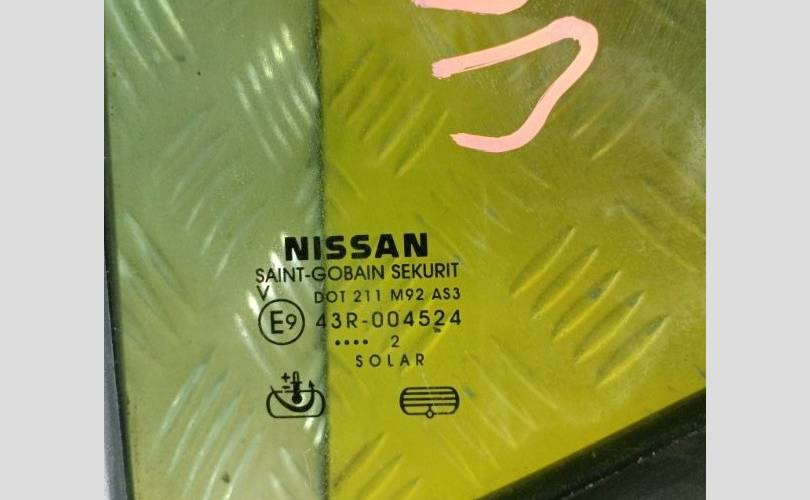 NISSAN
SAINT-GOBAIN SEKURIT
V DOT 211 M92 AS3
E9 43R-004524
•••• 2
SOLAR